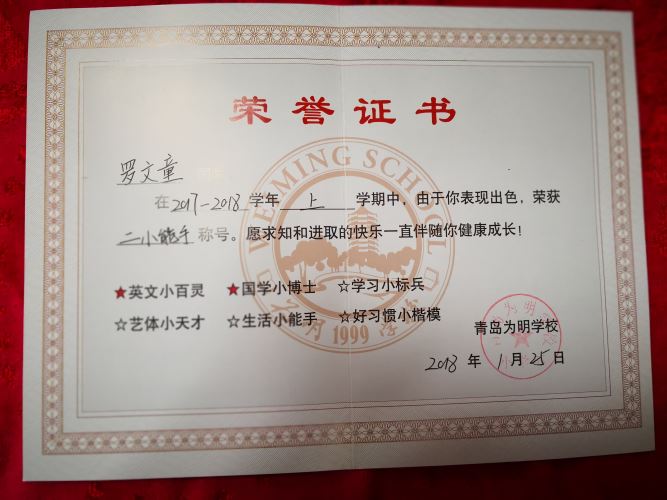 荣誉证书
罗文童
在2017-2018学年 上 学期中，由于你表现出色，荣获
二小能手称号。愿求知和进取的快乐一直伴随你健康成长！
★英文小百灵 ★国学小博士 ☆学习小标兵
☆艺体小天才 ☆生活小能手 ☆好习惯小楷模
青岛为明学校
2018年1月25日
WEIMING SCHOOL
1999